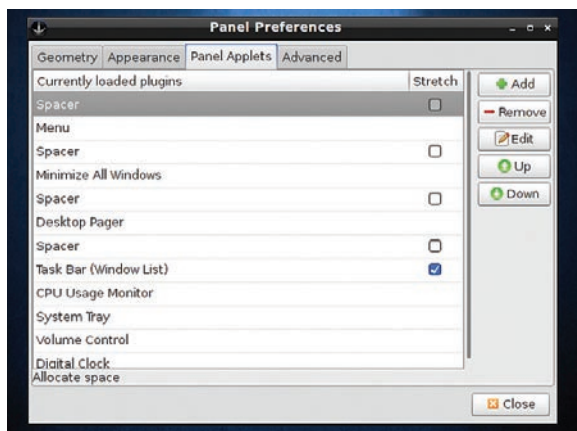 Panel Preferences
Geometry Appearance Panel Applets Advanced
Currently loaded plugins Stretch
Spacer
Menu
Spacer
Minimize All Windows
Spacer
Desktop Pager
Spacer
Task Bar (Window List)
CPU Usage Monitor
System Tray
Volume Control
Digital Clock
Allocate space
Add
Remove
Edit
Up
Down
Close